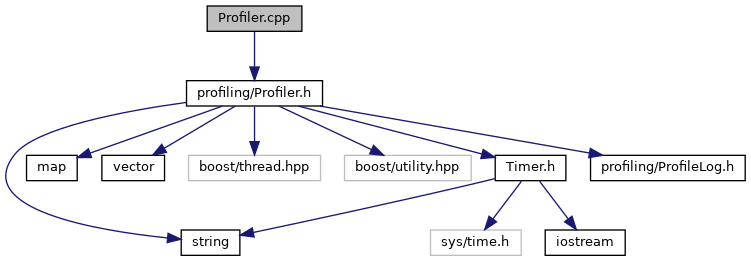 Profiler.cpp
profiling/Profiler.h
map
vector
boost/thread.hpp
boost/utility.hpp
Timer.h
profiling/ProfileLog.h
string
sys/time.h
iostream